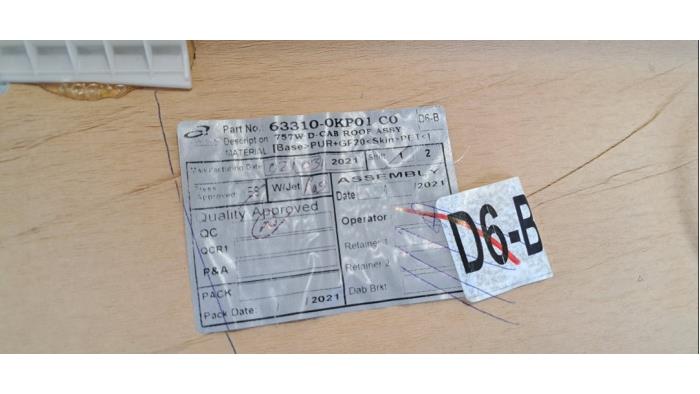 Part No. 63310-0KP01 C0 D6-B
Description 757W D-CAB ROOF ASSY
MATERIAL [Base>PUR+GF20<Skin>PET<]
Manufacturing Date 2021 Shift 1 2
Approved W/Jet
ASSEMBLY
Date /2021
Quality Approved
QC
Operator
QCR1
Retainer 1
P&A
Retainer 2
PACK
Dab Brkt
Pack Date: /2021
D6-B